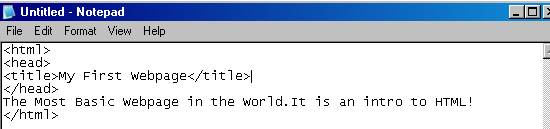 Untitled - Notepad
File Edit Format View Help
<html>
<head>
<title>My First Webpage</title>
</head>
The Most Basic Webpage in the World.It is an intro to HTML!
</html>